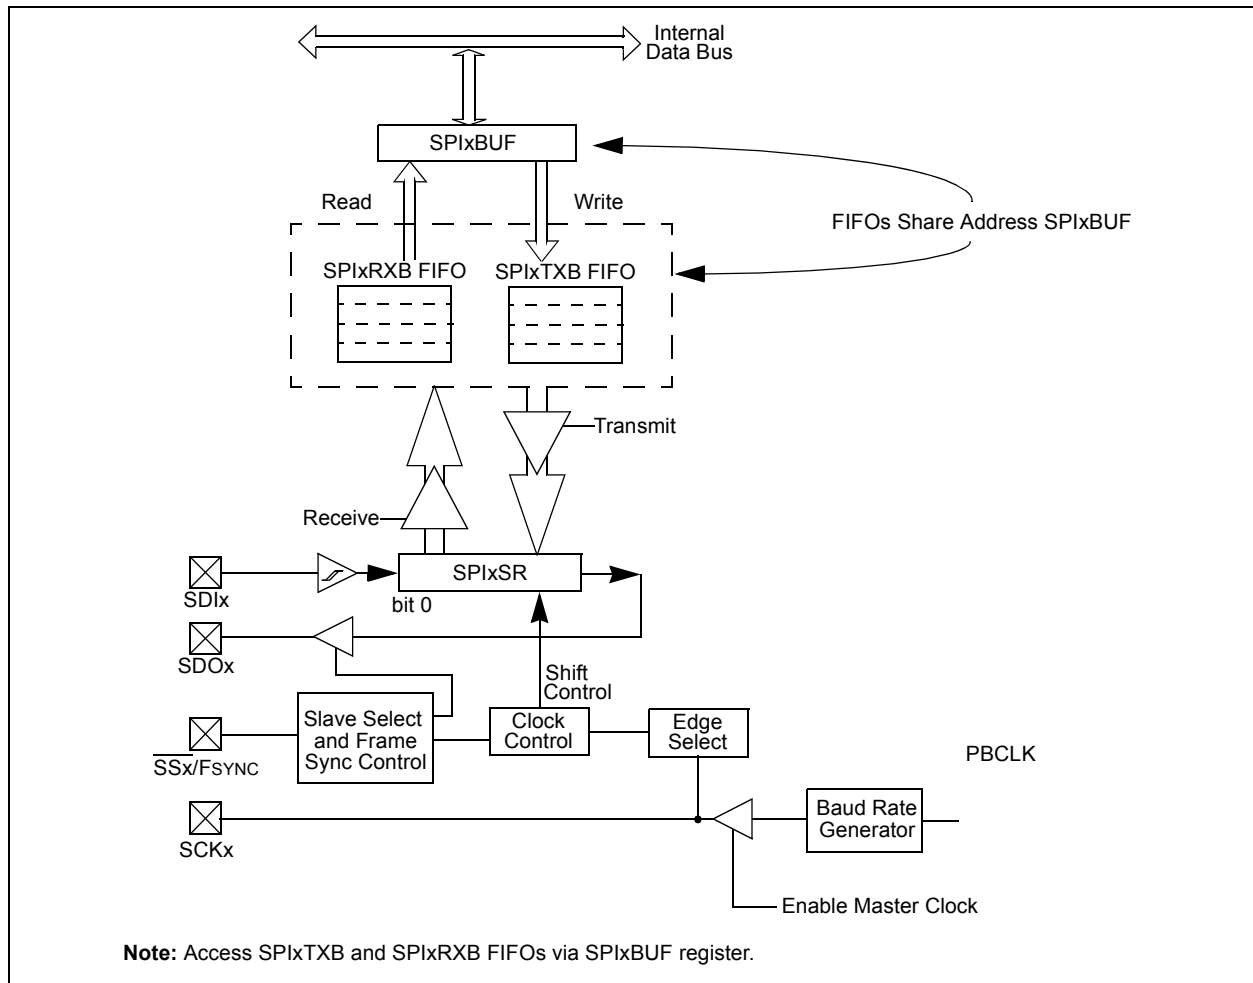 Internal
Data Bus
SPIxBUF
Read
Write
FIFOs Share Address SPIxBUF
SPIxRXB FIFO
SPIxTXB FIFO
Transmit
Receive
SDIx
SPIxSR
bit 0
SDOx
Shift
Control
Slave Select
and Frame
Sync Control
Clock
Control
Edge
Select
SSx/FSYNC
PBCLK
Baud Rate
Generator
SCKx
Enable Master Clock
Note: Access SPIxTXB and SPIxRXB FIFOs via SPIxBUF register.